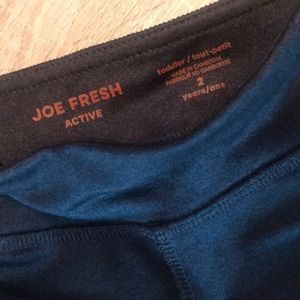 JOE FRESH
ACTIVE
toddler / tout-petit
MADE IN CAMBODIA
FABRIQUÉ AU CAMBODGE
2
years/ans